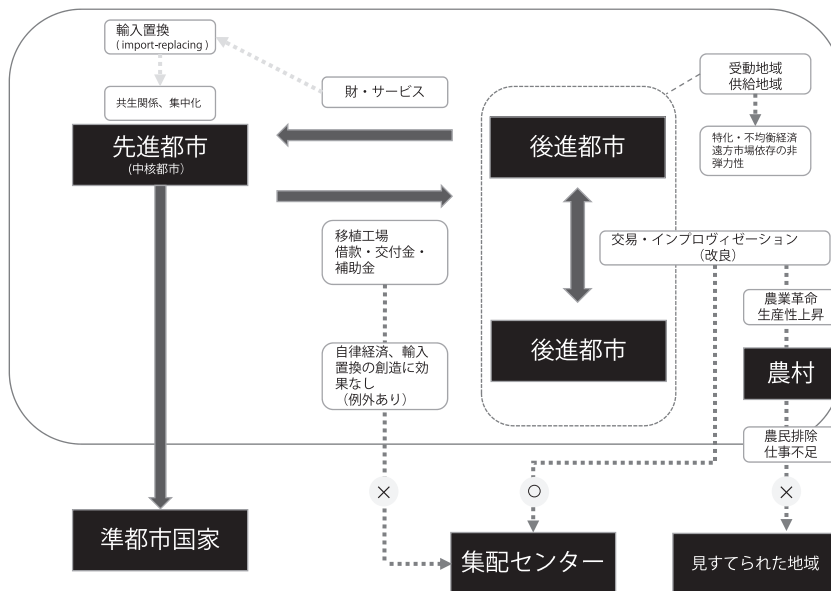 輸入置換
(import-replacing)
共生関係、集中化
先進都市
(中核都市)
財・サービス
後進都市
受動地域
供給地域
特化・不均衡経済
遠方市場依存の非
弾力性
移植工場
借款・交付金・
補助金
交易・インプロヴィゼーション
(改良)
農業革命
生産性上昇
自律経済、輸入
置換の創造に効
果なし
(例外あり)
後進都市
農村
農民排除
仕事不足
×
○
×
準都市国家
集配センター
見すてられた地域